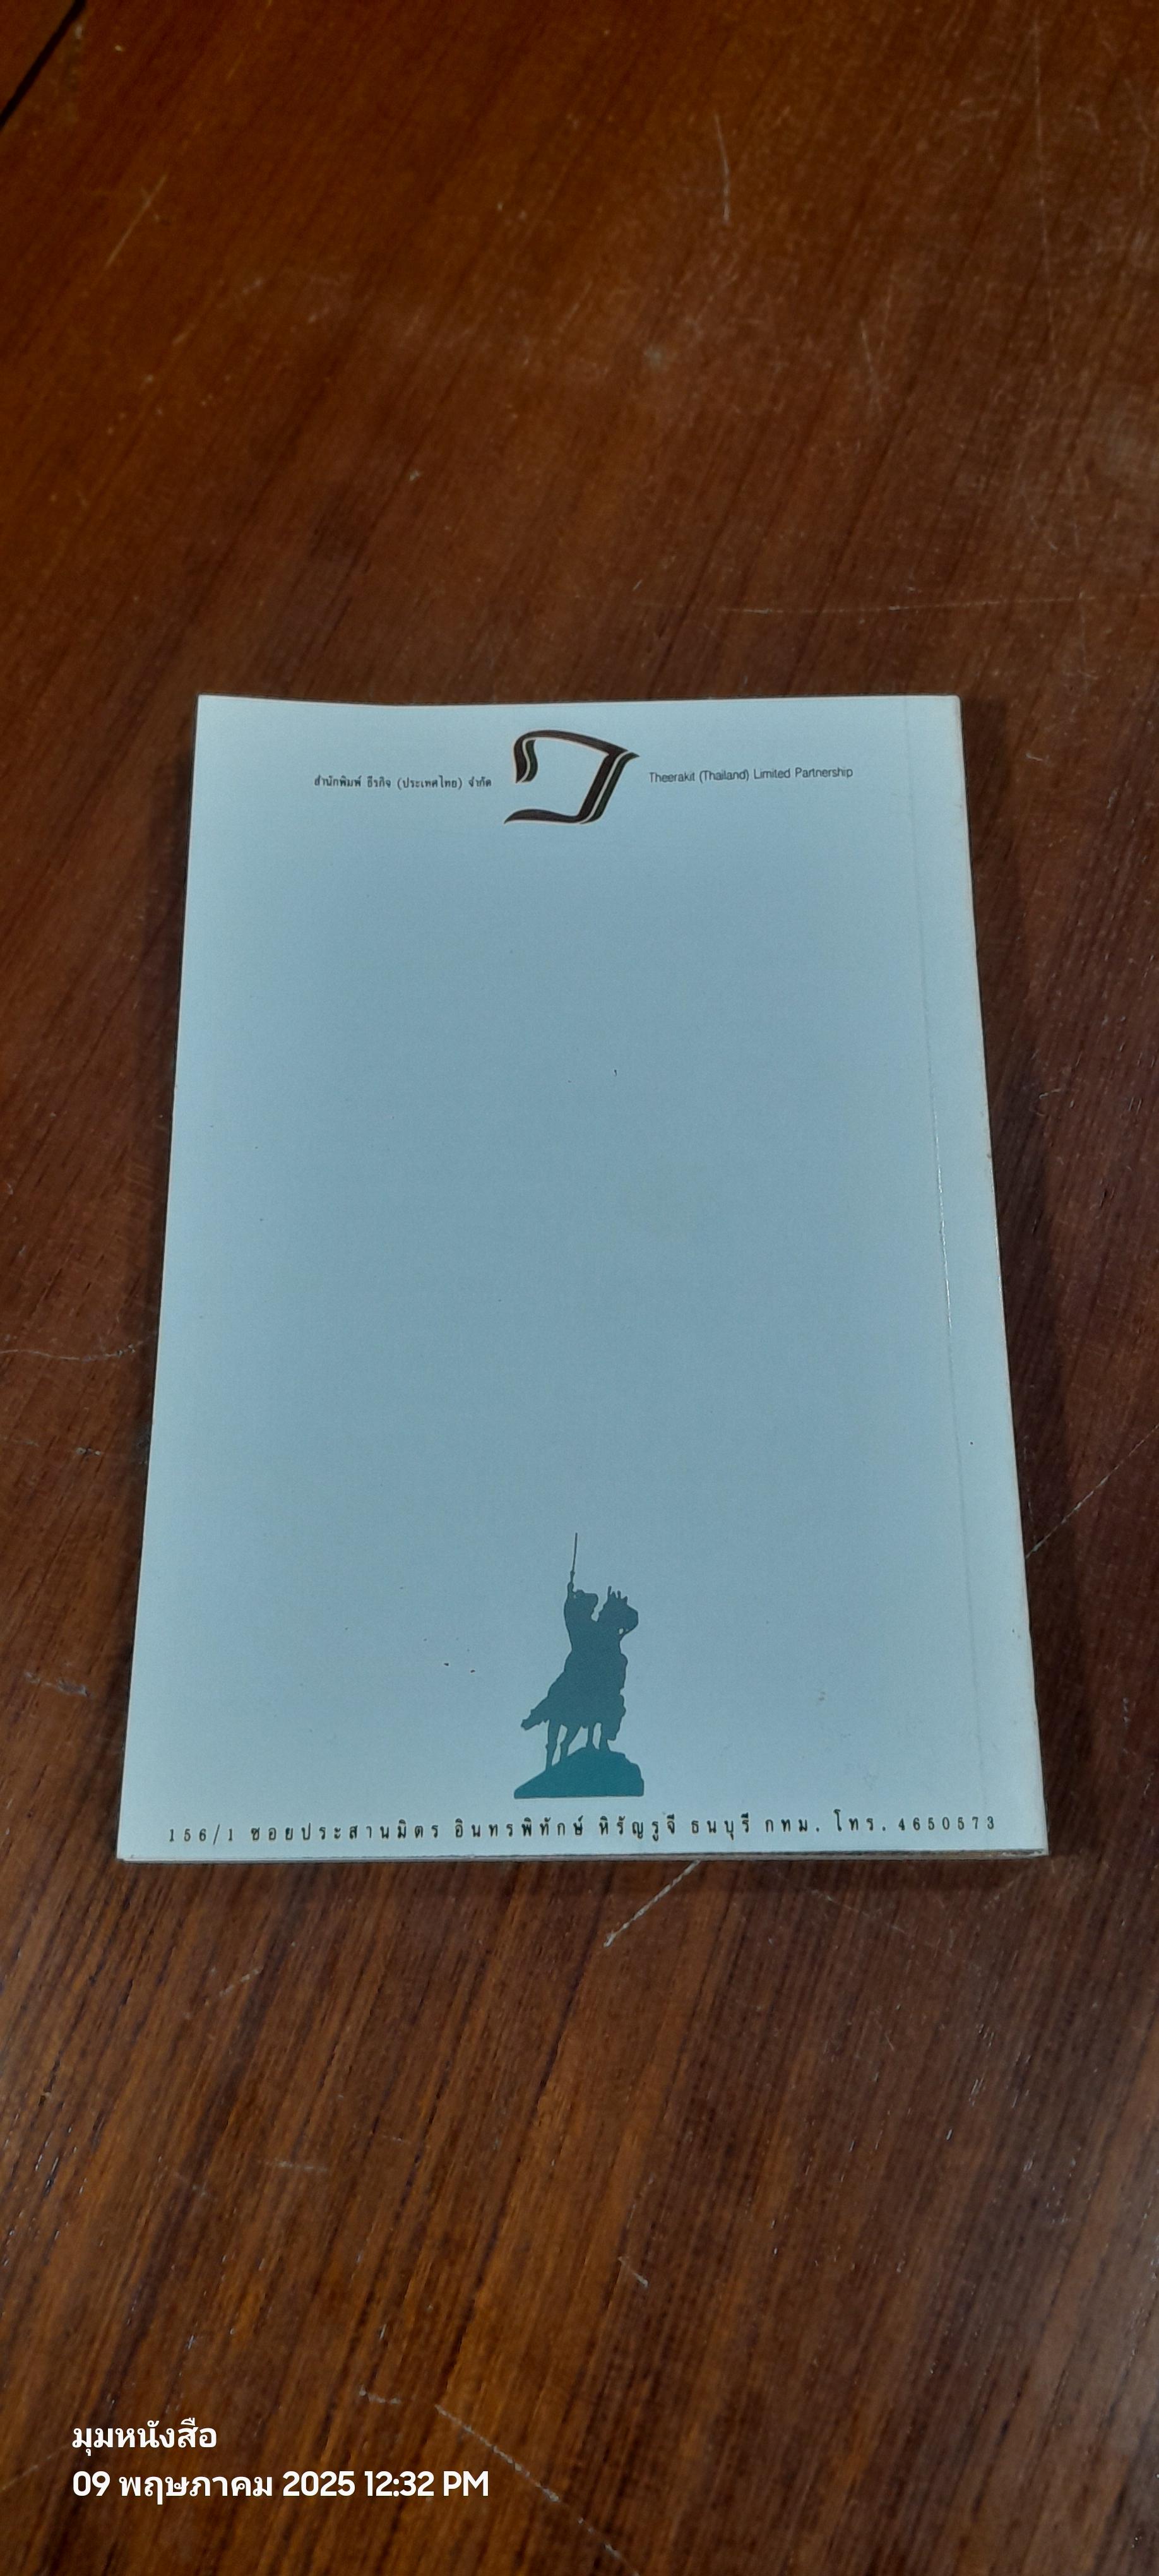 สำนักพิมพ์ ธีรกิจ (ประเทศไทย) จำกัด
Theerakit (Thailand) Limited Partnership
156/1 ซอยประสานมิตร อินทรพิทักษ์ หิรัญรูจี ธนบุรี กทม. โทร. 4650573
มุมหนังสือ
09 พฤษภาคม 2025 12:32 PM